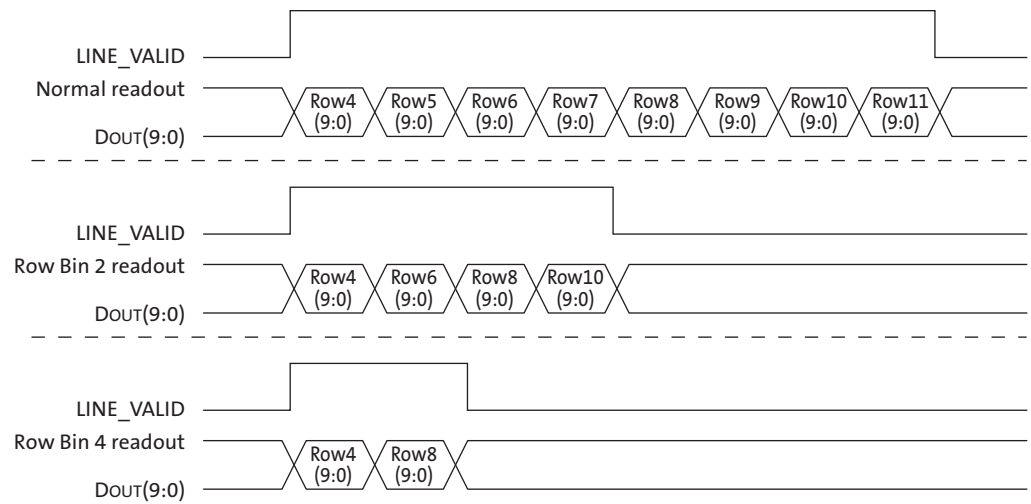 LINE_VALID
Normal readout
Row4 Row5 Row6 Row7 Row8 Row9 Row10 Row11
(9:0) (9:0) (9:0) (9:0) (9:0) (9:0) (9:0) (9:0)
DOUT(9:0)
LINE_VALID
Row Bin 2 readout
Row4 Row6 Row8 Row10
(9:0) (9:0) (9:0) (9:0)
DOUT(9:0)
LINE_VALID
Row Bin 4 readout
Row4 Row8
(9:0) (9:0)
DOUT(9:0)